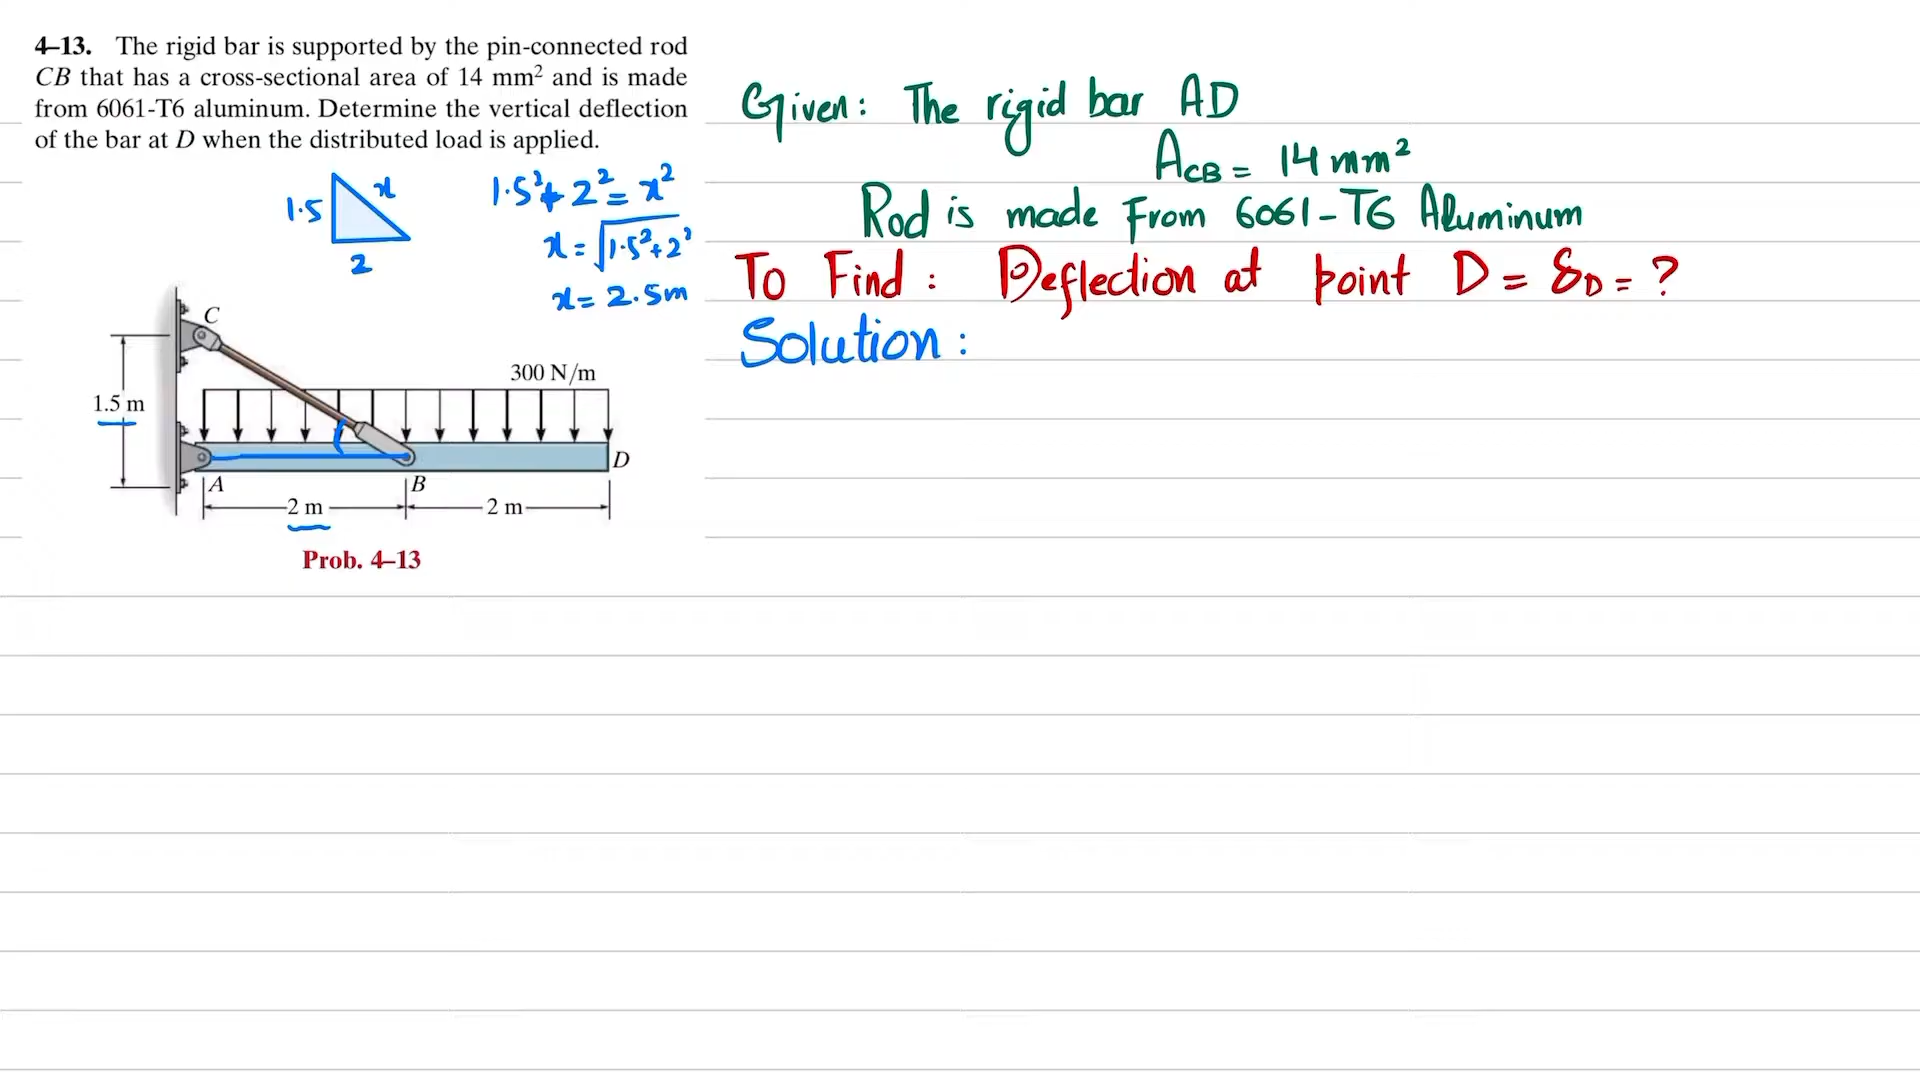 4–13. The rigid bar is supported by the pin-connected rod
CB that has a cross-sectional area of 14 mm² and is made
from 6061-T6 aluminum. Determine the vertical deflection
of the bar at D when the distributed load is applied.
1.5
x
2
1.5²+2²=x²
x=√1.5²+2²
x=2.5m
C
300 N/m
1.5 m
D
A
B
2 m
2 m
Prob. 4–13
Given: The rigid bar AD
ACB = 14 mm²
Rod is made From 6061-T6 Aluminum
To Find: Deflection at point D = δD = ?
Solution: